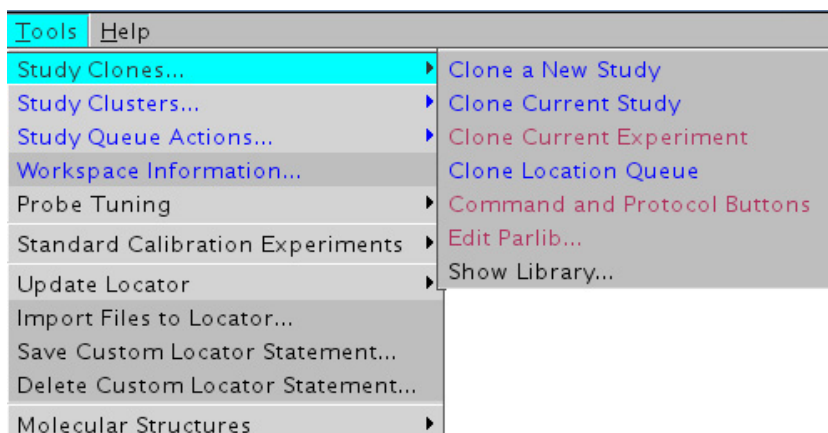 Tools Help
Study Clones...
Study Clusters...
Study Queue Actions...
Workspace Information...
Probe Tuning
Standard Calibration Experiments
Update Locator
Import Files to Locator...
Save Custom Locator Statement...
Delete Custom Locator Statement...
Molecular Structures
Clone a New Study
Clone Current Study
Clone Current Experiment
Clone Location Queue
Command and Protocol Buttons
Edit Parlib...
Show Library...